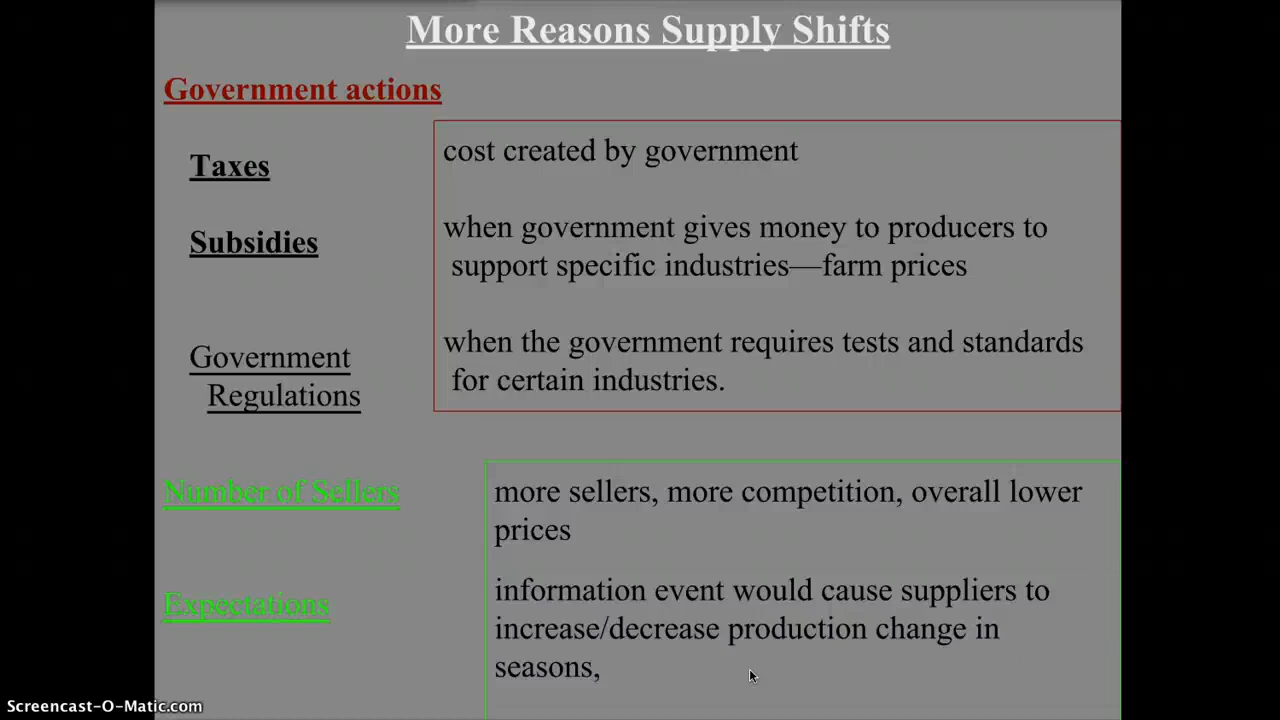 More Reasons Supply Shifts
Government actions
Taxes
cost created by government
Subsidies
when government gives money to producers to
support specific industries—farm prices
Government
Regulations
when the government requires tests and standards
for certain industries.
Number of Sellers
more sellers, more competition, overall lower
prices
Expectations
information event would cause suppliers to
increase/decrease production change in
seasons,
Screencast-O-Matic.com